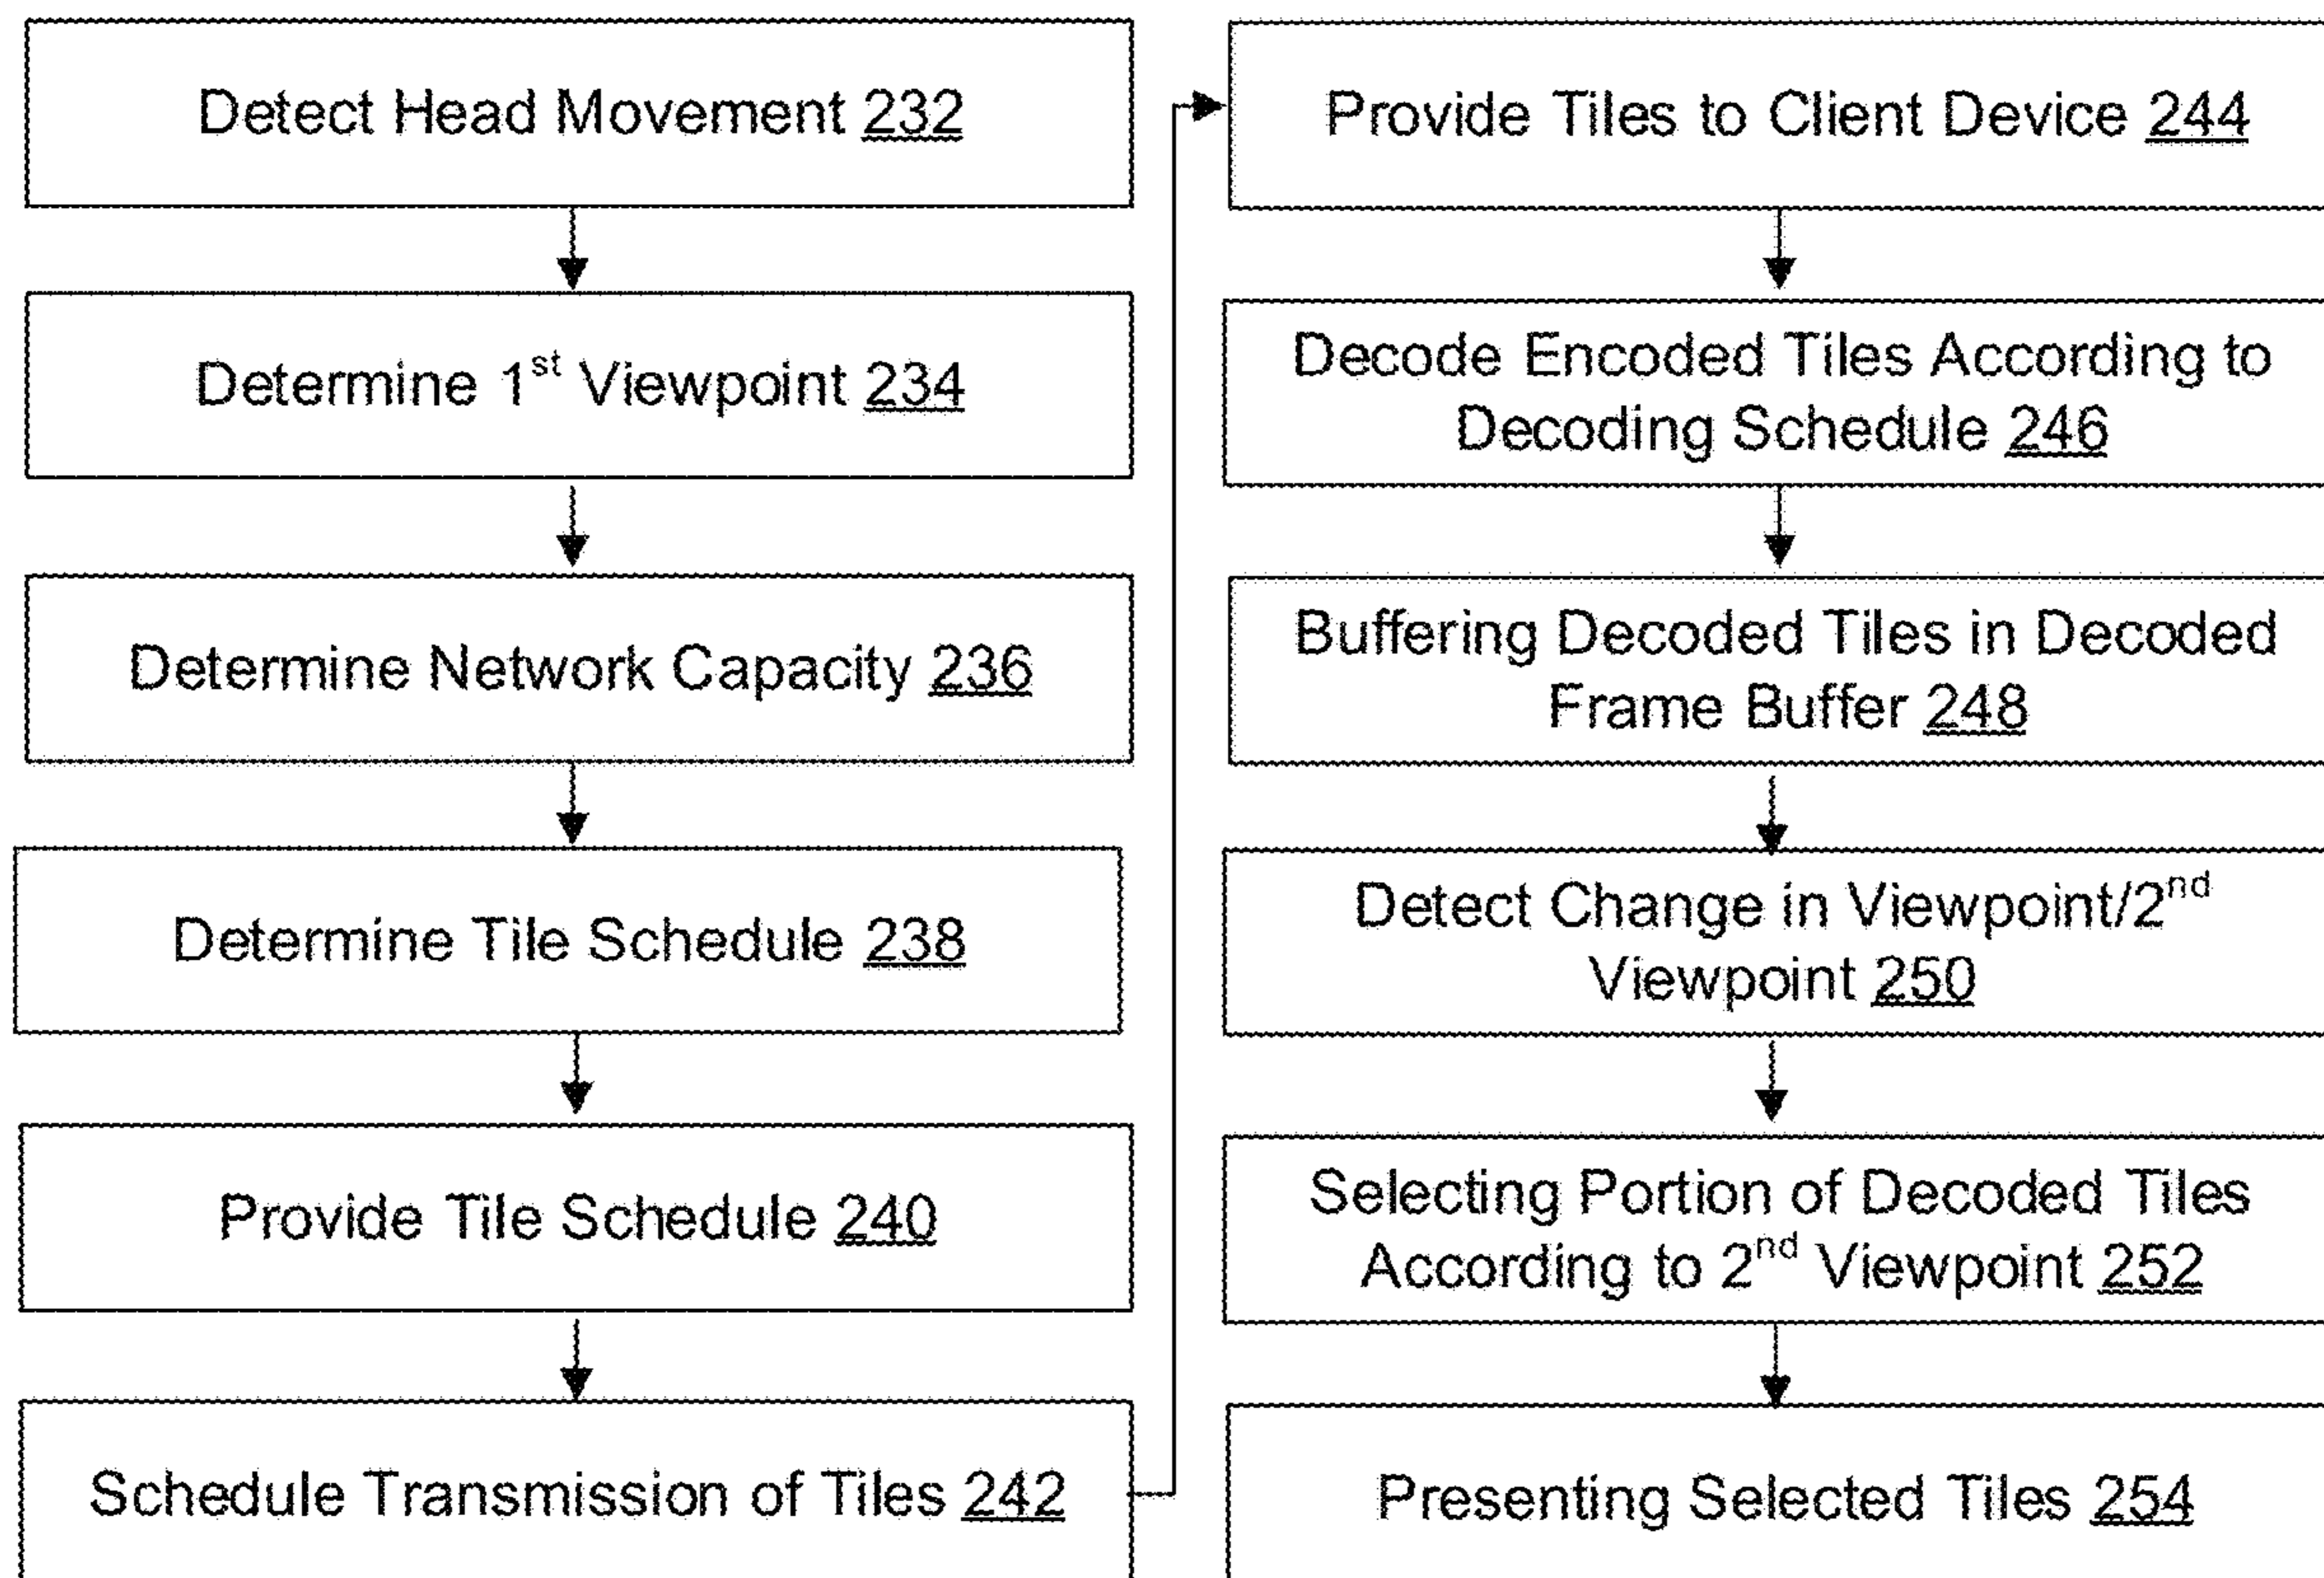 Detect Head Movement 232
Determine 1st Viewpoint 234
Determine Network Capacity 236
Determine Tile Schedule 238
Provide Tile Schedule 240
Schedule Transmission of Tiles 242
Provide Tiles to Client Device 244
Decode Encoded Tiles According to
Decoding Schedule 246
Buffering Decoded Tiles in Decoded
Frame Buffer 248
Detect Change in Viewpoint/2nd
Viewpoint 250
Selecting Portion of Decoded Tiles
According to 2nd Viewpoint 252
Presenting Selected Tiles 254